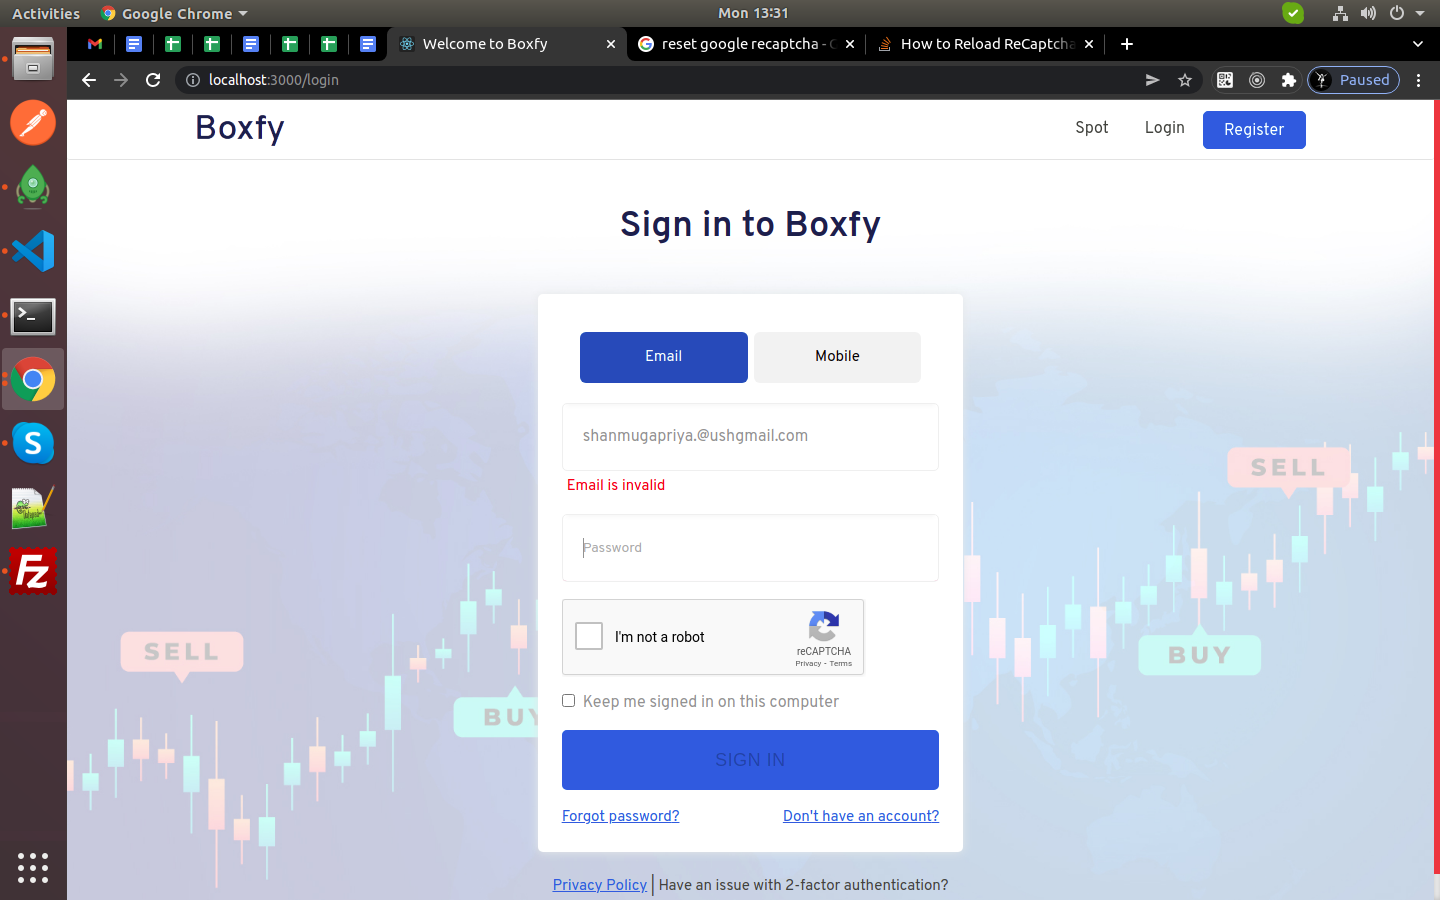 Activities Google Chrome Mon 13:31
Welcome to Boxfy reset google recaptcha - How to Reload ReCaptcha
localhost:3000/login Paused
Boxfy Spot Login Register
Sign in to Boxfy
Email Mobile
shanmugapriya.@ushgmail.com
Email is invalid
Password
I'm not a robot
reCAPTCHA
Privacy - Terms
Keep me signed in on this computer
SIGN IN
Forgot password? Don't have an account?
Privacy Policy | Have an issue with 2-factor authentication?
SELL
BUY
SELL
BUY